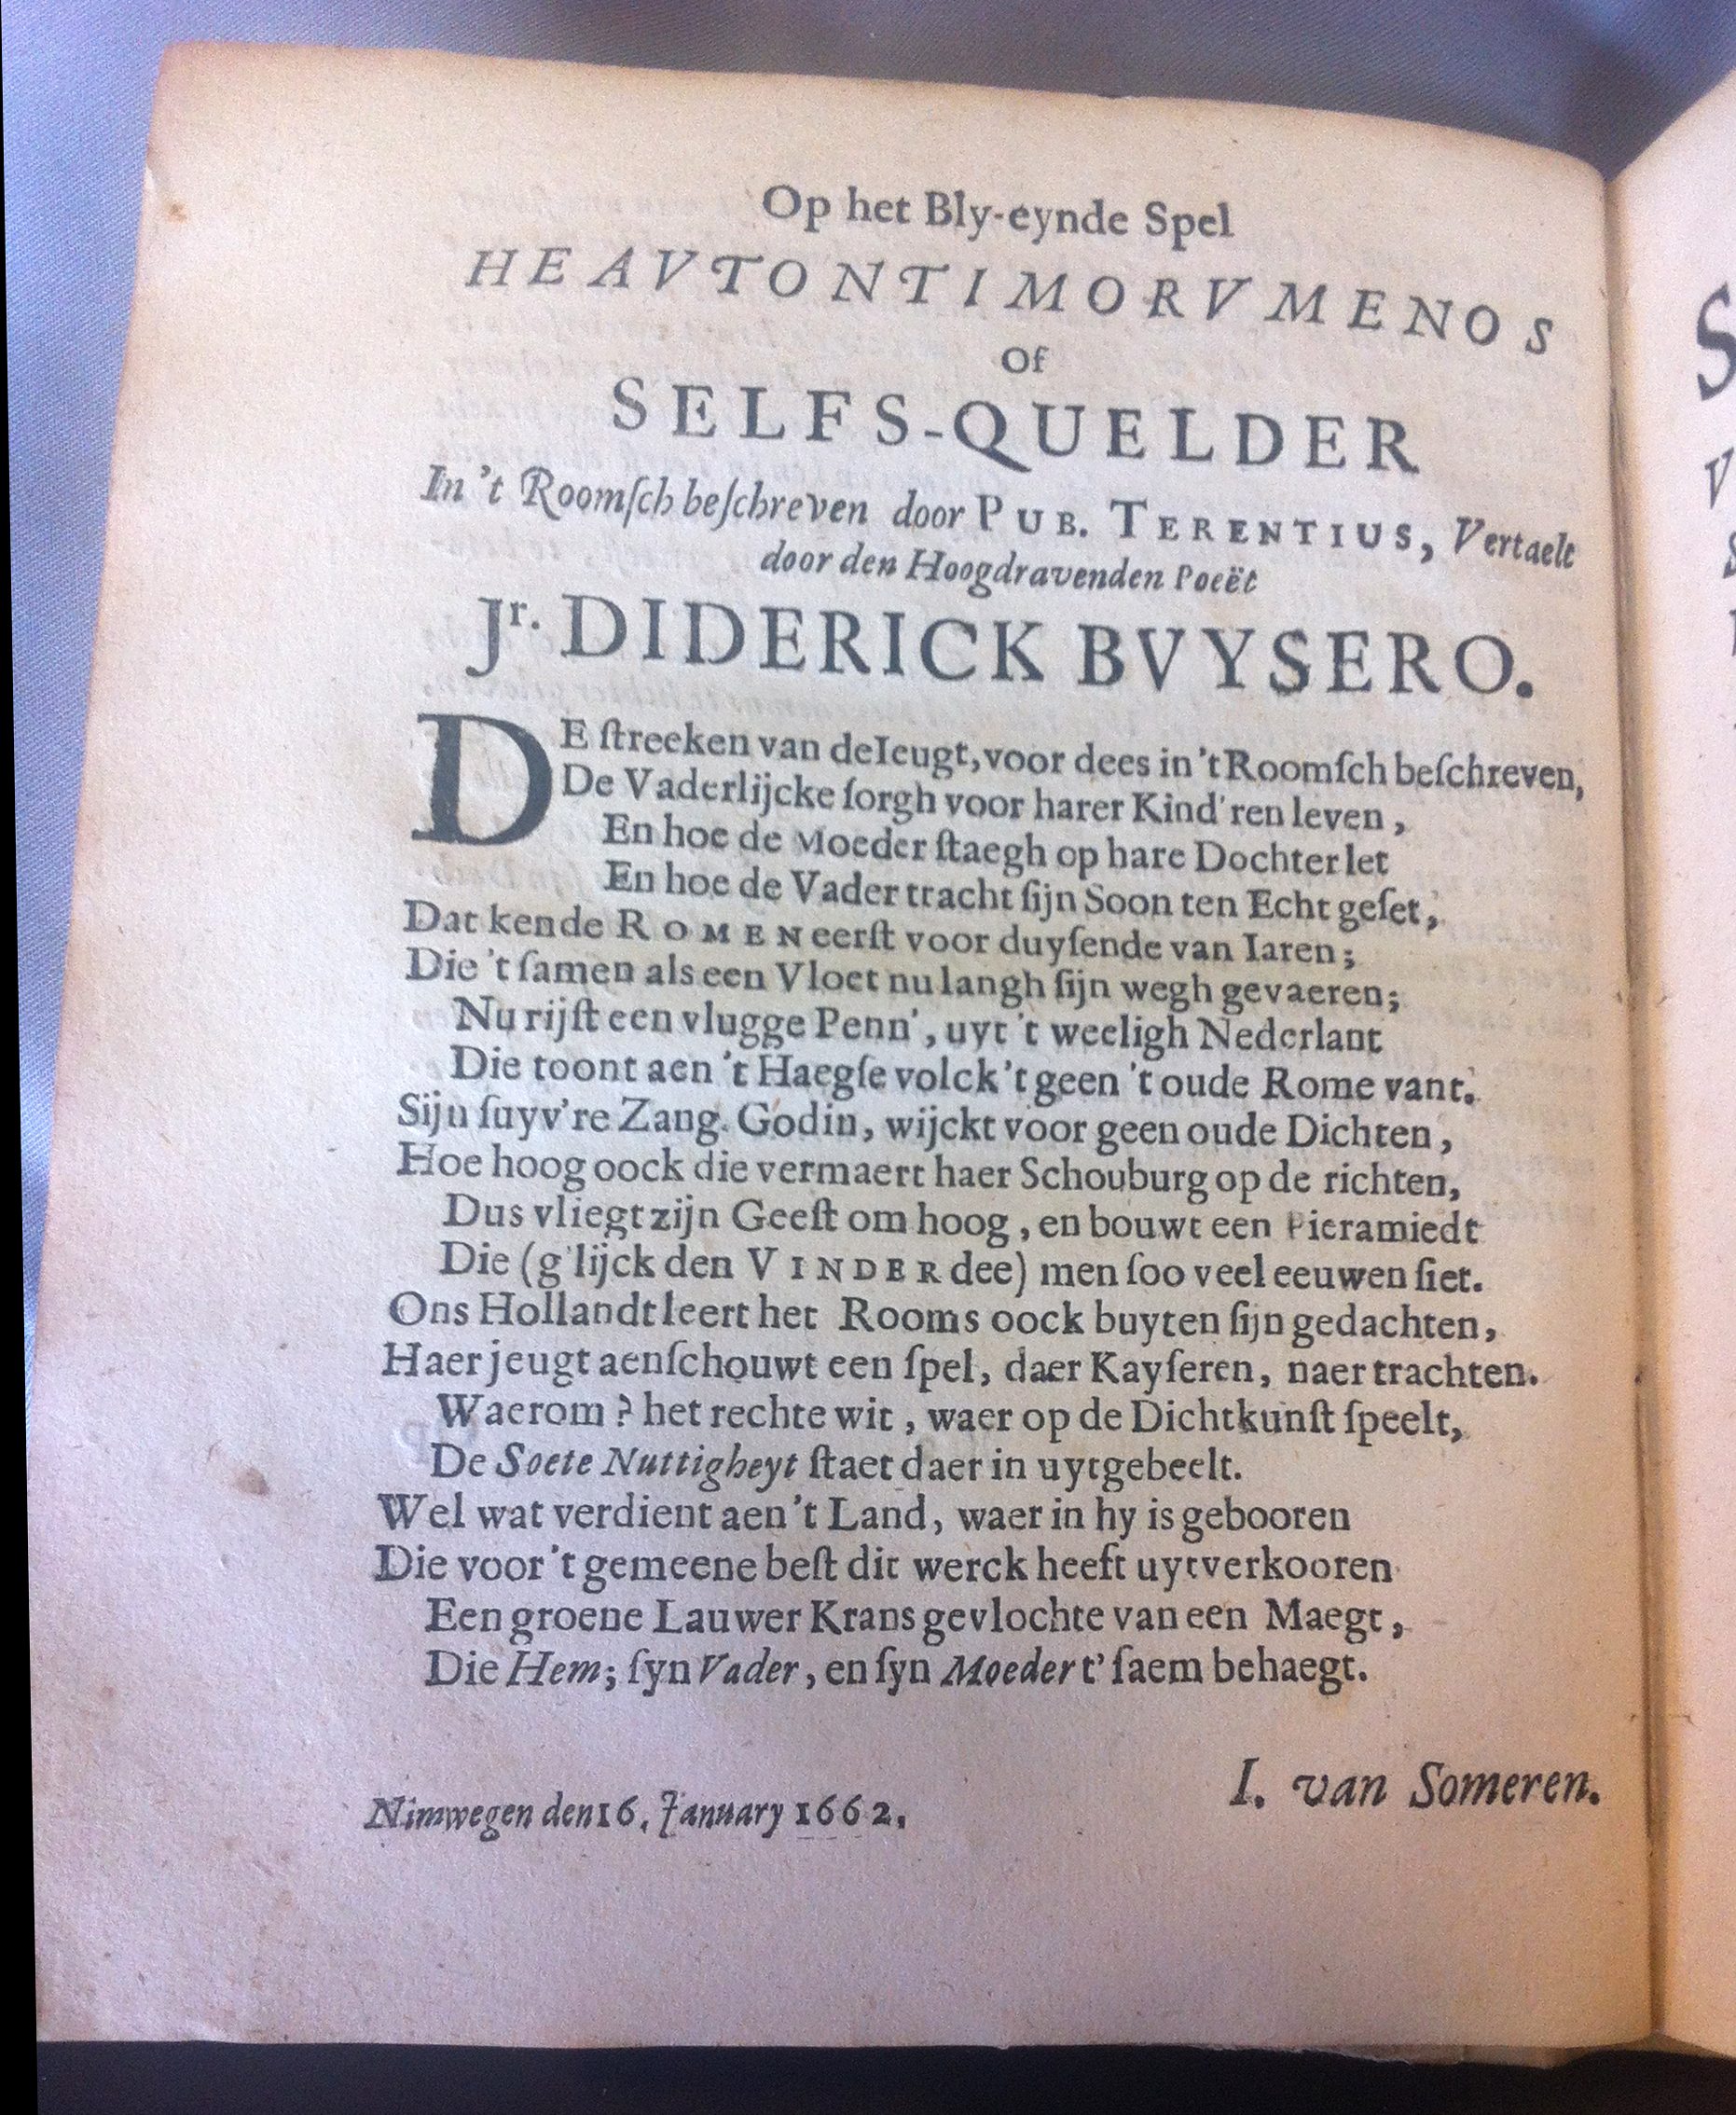 Op het Bly-eynde Spel
HEAVTONTIMORVMENOS
Of
SELFS-QUELDER
In 't Roomſch beſchreven door PUB. TERENTIUS, Vertaelt
door den Hoogdravenden Poeët
Jr. DIDERICK BVYSERO.
DE ſtreeken van deIeugt, voor dees in 't Roomſch beſchreven,
De Vaderlijcke ſorgh voor harer Kind'ren leven,
En hoe de Moeder ſtaegh op hare Dochter let
En hoe de Vader tracht ſijn Soon ten Echt geſet,
Dat kende ROMEN eerſt voor duyſende van Iaren;
Die 't ſamen als een Vloet nu langh ſijn wegh gevaeren;
Nu rijſt een vlugge Penn', uyt 't weeligh Nederlant
Die toont aen 't Haegſe volck 't geen 't oude Rome vant.
Sijn ſuyv're Zang. Godin, wijckt voor geen oude Dichten,
Hoe hoog oock die vermaert haer Schouburg op de richten,
Dus vliegt zijn Geeſt om hoog, en bouwt een Pieramiedt
Die (g'lijck den VINDER dee) men ſoo veel eeuwen ſiet.
Ons Hollandt leert het Rooms oock buyten ſijn gedachten,
Haer jeugt aenſchouwt een ſpel, daer Kayſeren, naer trachten.
Waerom? het rechte wit, waer op de Dichtkunſt ſpeelt,
De Soete Nuttigheyt ſtaet daer in uytgebeelt.
Wel wat verdient aen 't Land, waer in hy is gebooren
Die voor 't gemeene beſt dit werck heeft uytverkooren
Een groene Lauwer Krans gevlochte van een Maegt,
Die Hem; ſyn Vader, en ſyn Moeder t' ſaem behaegt.
I. van Someren.
Nimwegen den 16. January 1662.